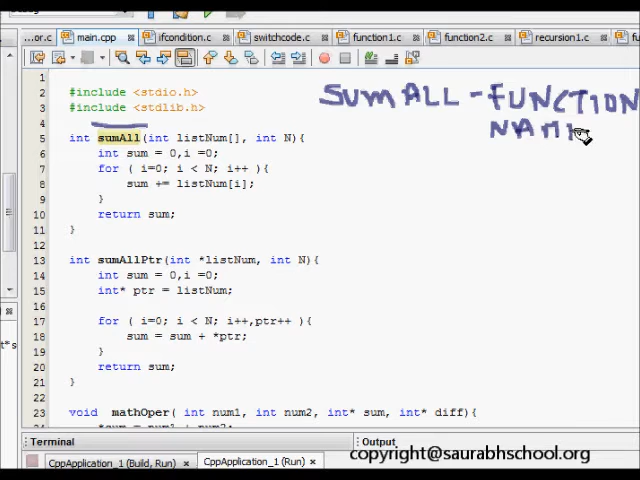 ...or.c
main.cpp
ifcondition.c
switchcode.c
function1.c
function2.c
recursion1.c
1
2 #include <stdio.h>
3 #include <stdlib.h>
4
5 int sumAll(int listNum[], int N){
6 int sum = 0,i =0;
7 for ( i=0; i < N; i++ ){
8 sum += listNum[i];
9 }
10 return sum;
11 }
12
13 int sumAllPtr(int *listNum, int N){
14 int sum = 0,i =0;
15 int* ptr = listNum;
16
17 for ( i=0; i < N; i++,ptr++ ){
18 sum = sum + *ptr;
19 }
20 return sum;
21 }
22
23 void mathOper( int num1, int num2, int* sum, int* diff){
SUMALL - FUNCTION
NAM
Terminal
Output
CppApplication_1 (Build, Run)
CppApplication_1 (Run)
copyright@saurabhschool.org